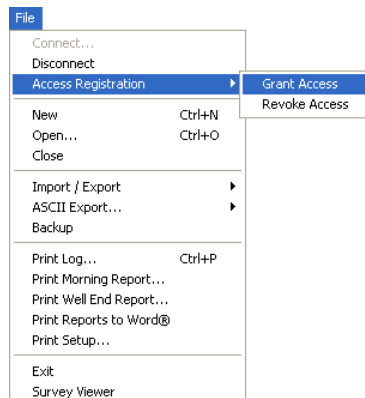 File
Connect...
Disconnect
Access Registration
Grant Access
Revoke Access
New Ctrl+N
Open... Ctrl+O
Close
Import / Export
ASCII Export...
Backup
Print Log... Ctrl+P
Print Morning Report...
Print Well End Report...
Print Reports to Word®
Print Setup...
Exit
Survey Viewer